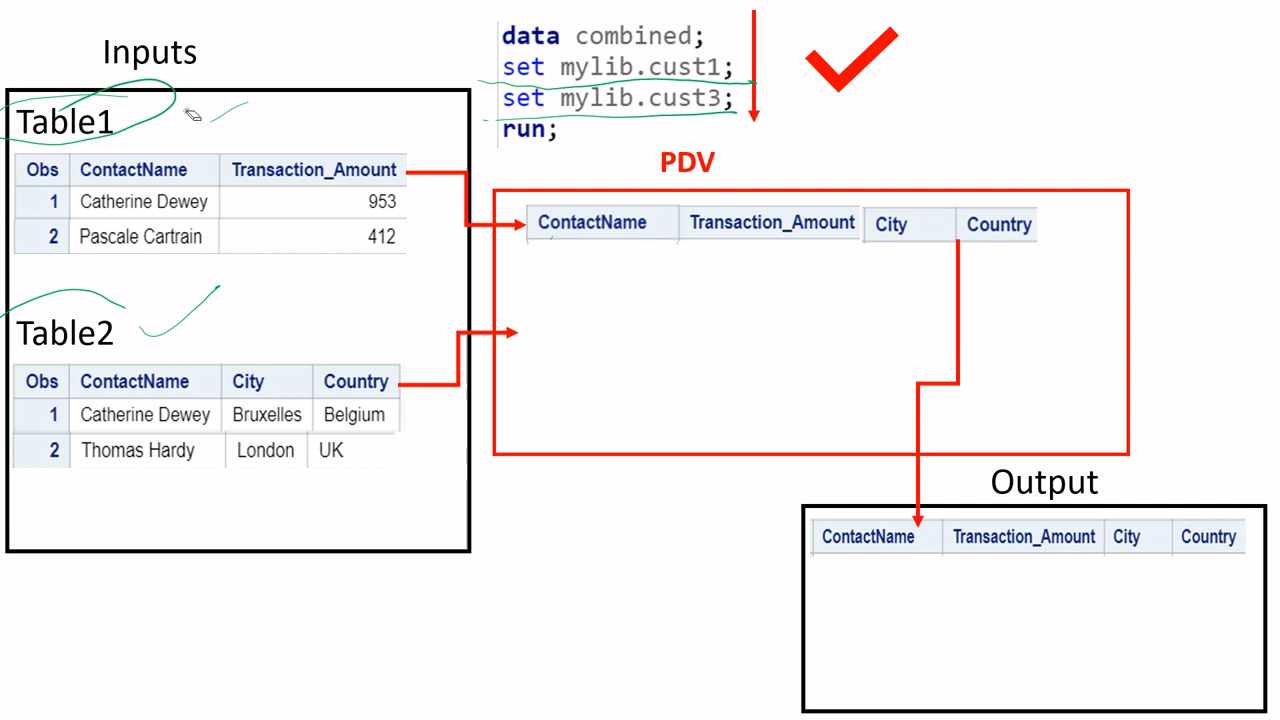 Inputs
Table1
Obs ContactName Transaction_Amount
1 Catherine Dewey 953
2 Pascale Cartrain 412
Table2
Obs ContactName City Country
1 Catherine Dewey Bruxelles Belgium
2 Thomas Hardy London UK
data combined;
set mylib.cust1;
set mylib.cust3;
run;
PDV
ContactName Transaction_Amount City Country
Output
ContactName Transaction_Amount City Country